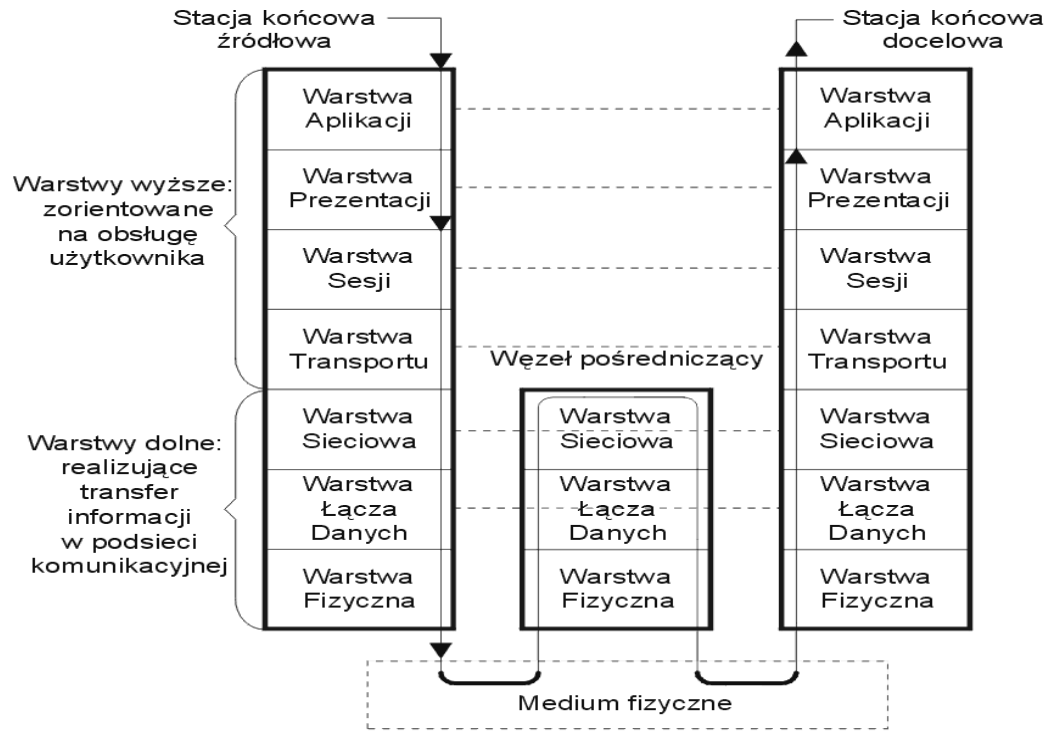 Stacja końcowa
źródłowa
Stacja końcowa
docelowa
Warstwy wyższe:
zorientowane
na obsługę
użytkownika
Warstwy dolne:
realizujące
transfer
informacji
w podsieci
komunikacyjnej
Warstwa
Aplikacji
Warstwa
Prezentacji
Warstwa
Sesji
Warstwa
Transportu
Warstwa
Sieciowa
Warstwa
Łącza
Danych
Warstwa
Fizyczna
Węzeł pośredniczący
Warstwa
Sieciowa
Warstwa
Łącza
Danych
Warstwa
Fizyczna
Warstwa
Aplikacji
Warstwa
Prezentacji
Warstwa
Sesji
Warstwa
Transportu
Warstwa
Sieciowa
Warstwa
Łącza
Danych
Warstwa
Fizyczna
Medium fizyczne